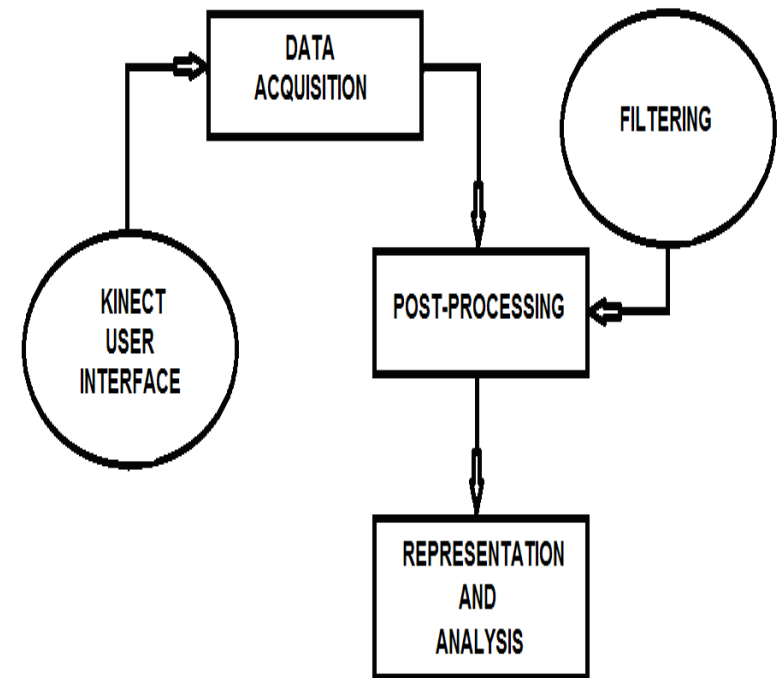 DATA
ACQUISITION
FILTERING
KINECT
USER
INTERFACE
POST-PROCESSING
REPRESENTATION
AND
ANALYSIS